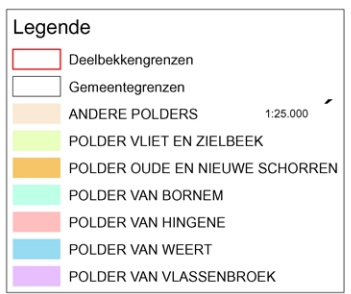 Legende
Deelbekkengrenzen
Gemeentegrenzen
ANDERE POLDERS 1:25.000
POLDER VLIET EN ZIELBEEK
POLDER OUDE EN NIEUWE SCHORREN
POLDER VAN BORNEM
POLDER VAN HINGENE
POLDER VAN WEERT
POLDER VAN VLASSENBROEK